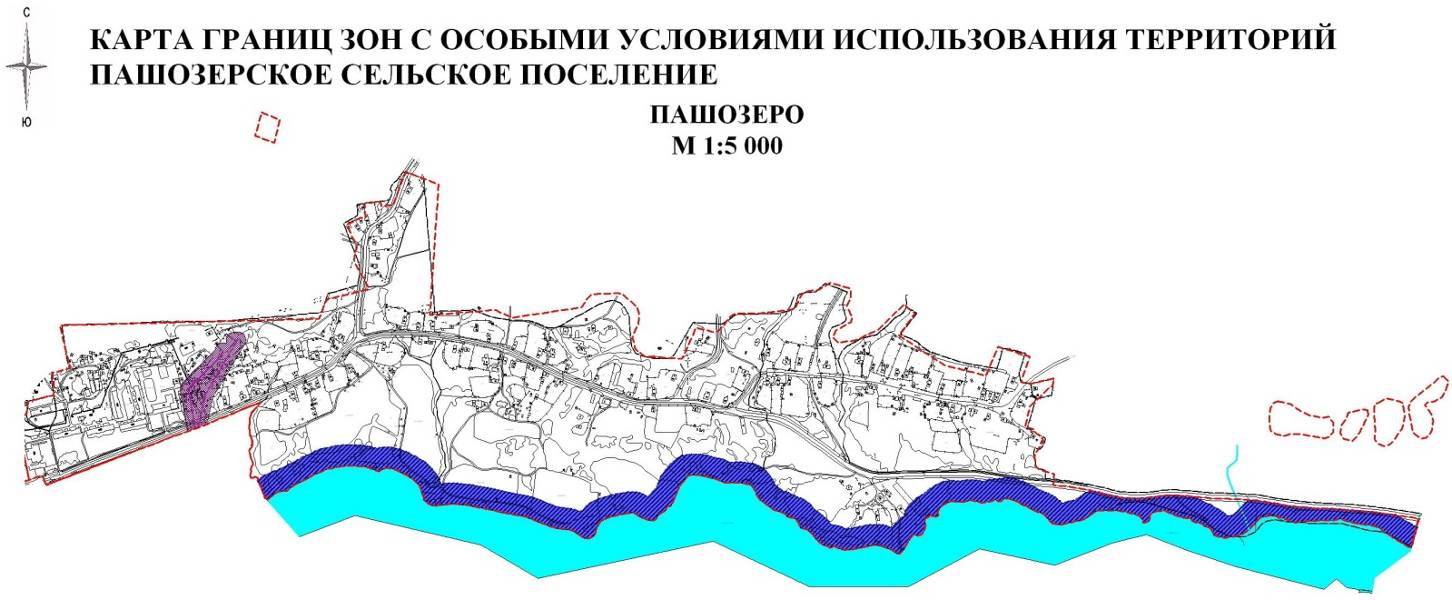 С
КАРТА ГРАНИЦ ЗОН С ОСОБЫМИ УСЛОВИЯМИ ИСПОЛЬЗОВАНИЯ ТЕРРИТОРИЙ
ПАШОЗЕРСКОЕ СЕЛЬСКОЕ ПОСЕЛЕНИЕ
Ю
ПАШОЗЕРО
М 1:5 000